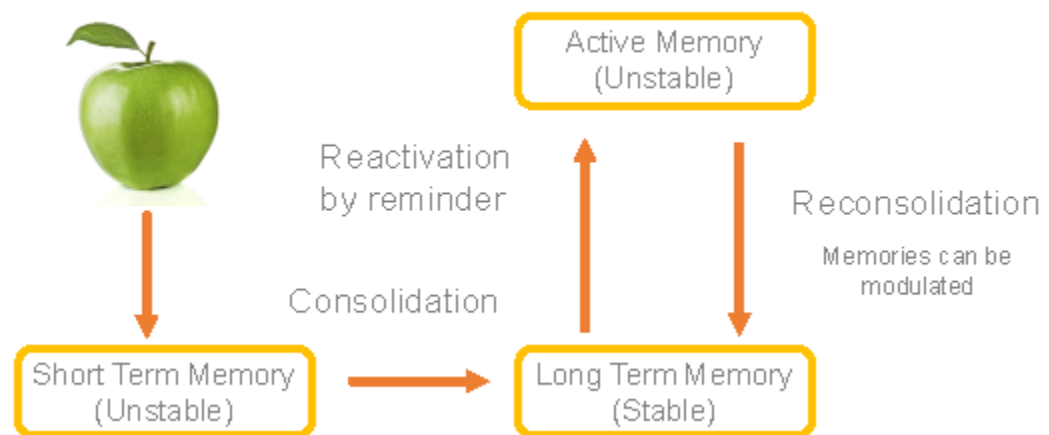 Active Memory
(Unstable)
Reactivation
by reminder
Reconsolidation
Memories can be
modulated
Consolidation
Short Term Memory
(Unstable)
Long Term Memory
(Stable)